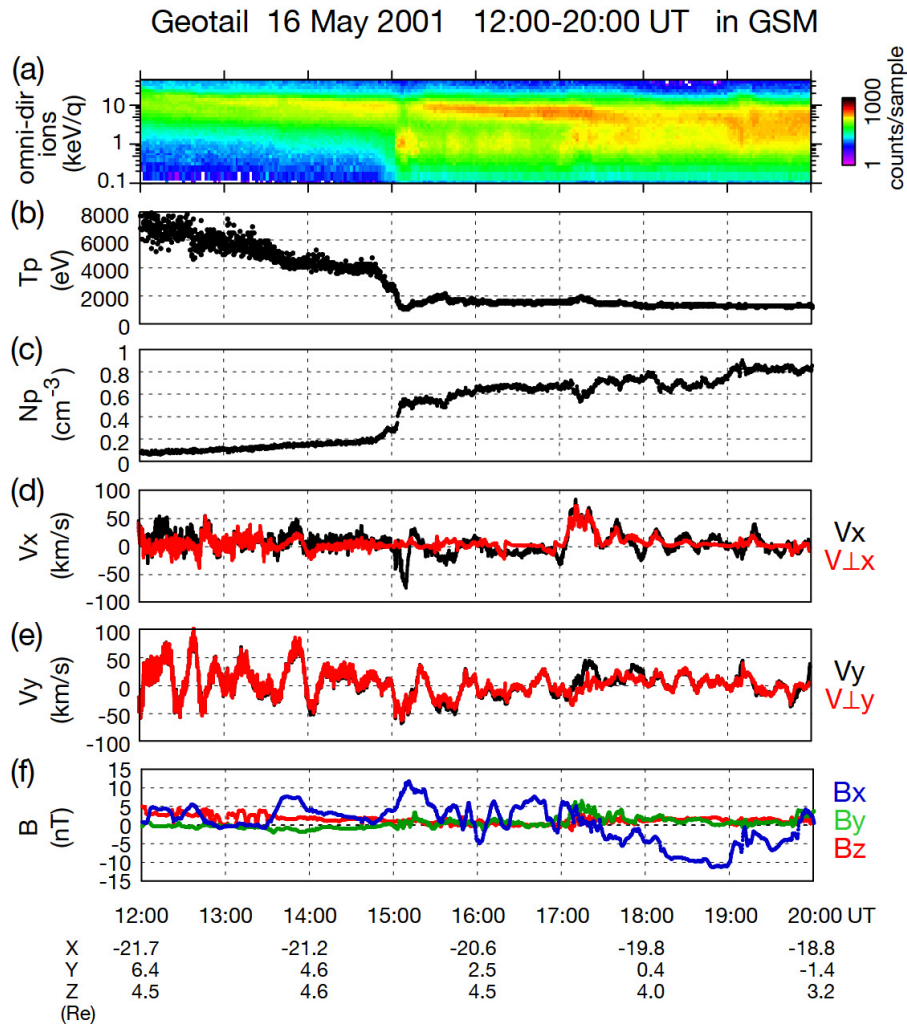 Geotail 16 May 2001 12:00-20:00 UT in GSM
(a)
omni-dir
ions
(keV/q)
10
1
0.1
1000
1
counts/sample
(b)
Tp
(eV)
8000
6000
4000
2000
0
(c)
Np
(cm⁻³)
1
0.8
0.6
0.4
0.2
0
(d)
Vx
(km/s)
100
50
0
-50
-100
Vx
V⊥x
(e)
Vy
(km/s)
100
50
0
-50
-100
Vy
V⊥y
(f)
B
(nT)
15
10
5
0
-5
-10
-15
Bx
By
Bz
12:00 13:00 14:00 15:00 16:00 17:00 18:00 19:00 20:00 UT
X -21.7 -21.2 -20.6 -19.8 -18.8
Y 6.4 4.6 2.5 0.4 -1.4
Z 4.5 4.6 4.5 4.0 3.2
(Re)